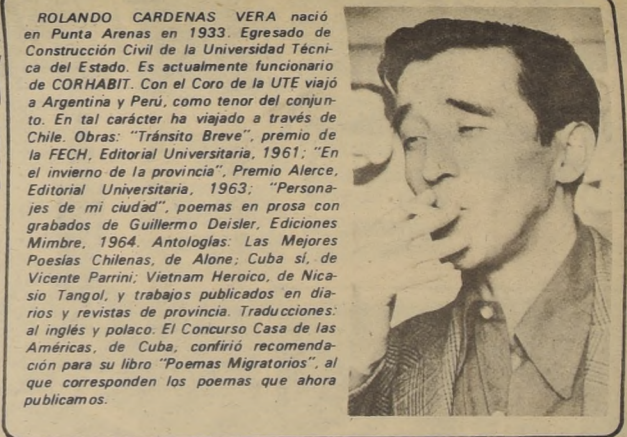 ROLANDO CARDENAS VERA nació
en Punta Arenas en 1933. Egresado de
Construcción Civil de la Universidad Técni-
ca del Estado. Es actualmente funcionario
de CORHABIT. Con el Coro de la UTE viajó
a Argentina y Perú, como tenor del conjun-
to. En tal carácter ha viajado a través de
Chile. Obras: "Tránsito Breve", premio de
la FECH, Editorial Universitaria, 1961; "En
el invierno de la provincia", Premio Alerce,
Editorial Universitaria, 1963; "Persona-
jes de mi ciudad", poemas en prosa con
grabados de Guillermo Deisler, Ediciones
Mimbre, 1964. Antologías: Las Mejores
Poesías Chilenas, de Alone; Cuba sí, de
Vicente Parrini; Vietnam Heroico, de Nica-
sio Tangol, y trabajos publicados en dia-
rios y revistas de provincia. Traducciones:
al inglés y polaco. El Concurso Casa de las
Américas, de Cuba, confirió recomenda-
ción para su libro "Poemas Migratorios", al
que corresponden los poemas que ahora
publicamos.